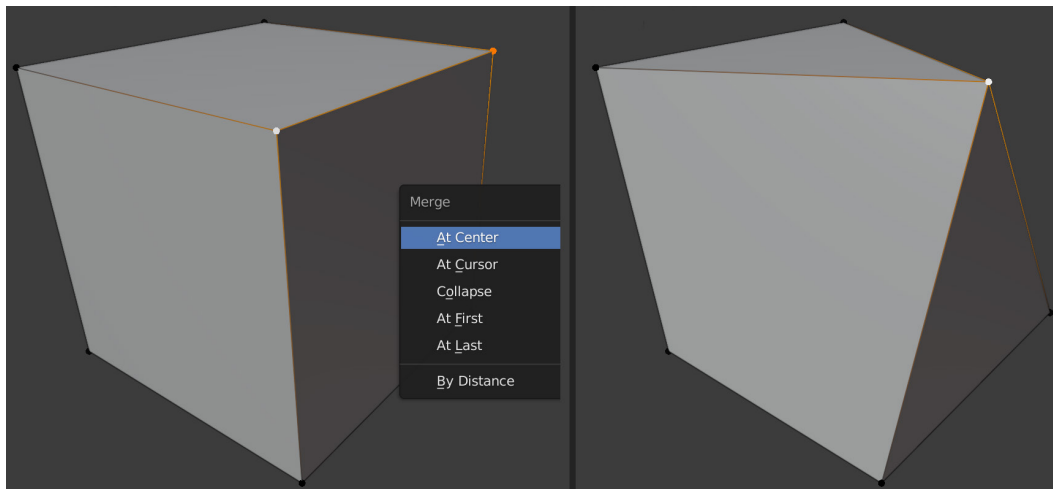 Merge
At Center
At Cursor
Collapse
At First
At Last
By Distance